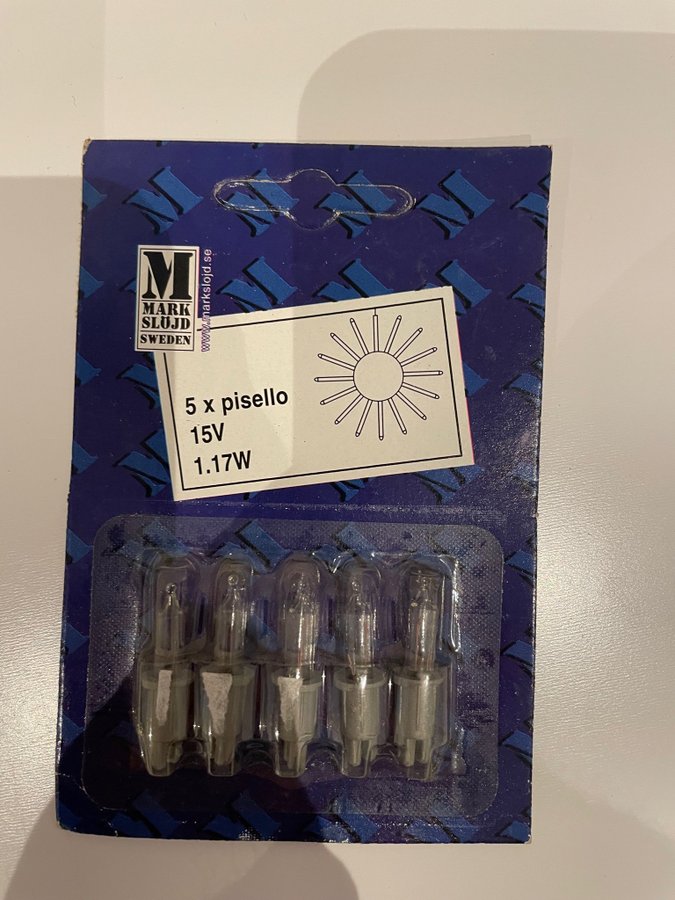 M
MARK
SLÖJD
SWEDEN
www.markslojd.se
5 x pisello
15V
1.17W